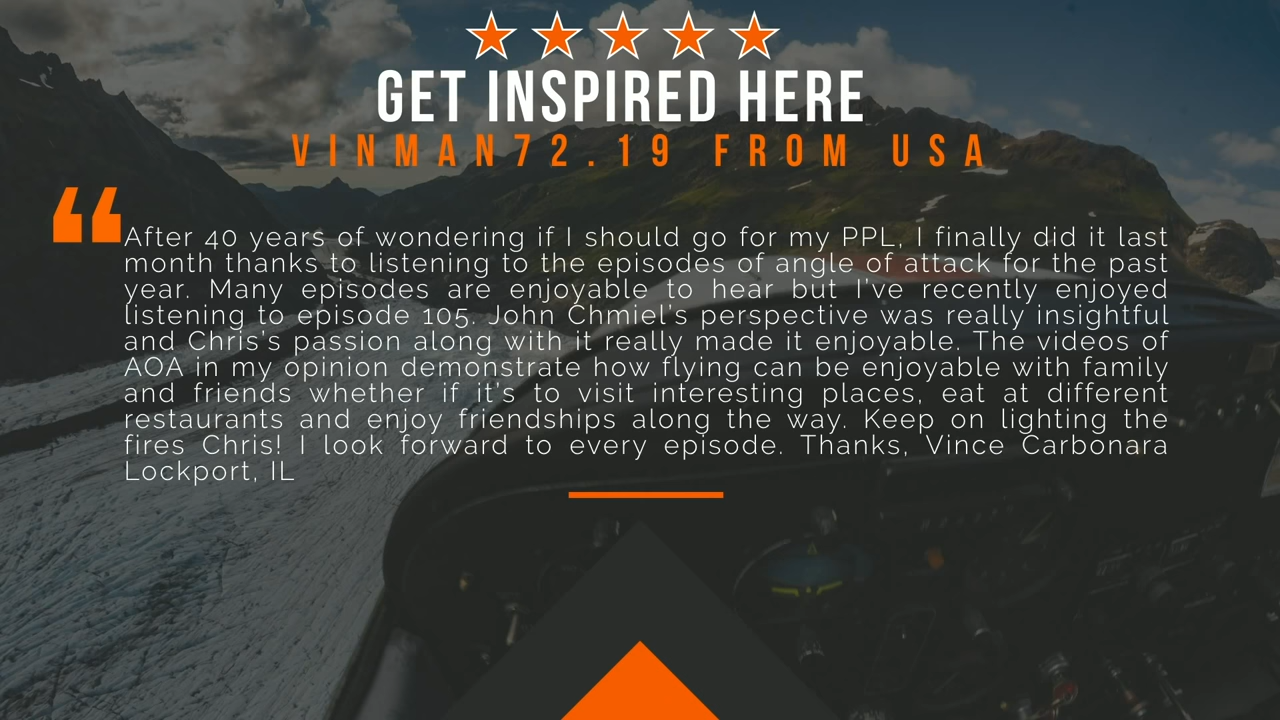 GET INSPIRED HERE
VINMAN72.19 FROM USA
“After 40 years of wondering if I should go for my PPL, I finally did it last
month thanks to listening to the episodes of angle of attack for the past
year. Many episodes are enjoyable to hear but I've recently enjoyed
listening to episode 105. John Chmiel's perspective was really insightful
and Chris's passion along with it really made it enjoyable. The videos of
AOA in my opinion demonstrate how flying can be enjoyable with family
and friends whether if it's to visit interesting places, eat at different
restaurants and enjoy friendships along the way. Keep on lighting the
fires Chris! I look forward to every episode. Thanks, Vince Carbonara
Lockport, IL